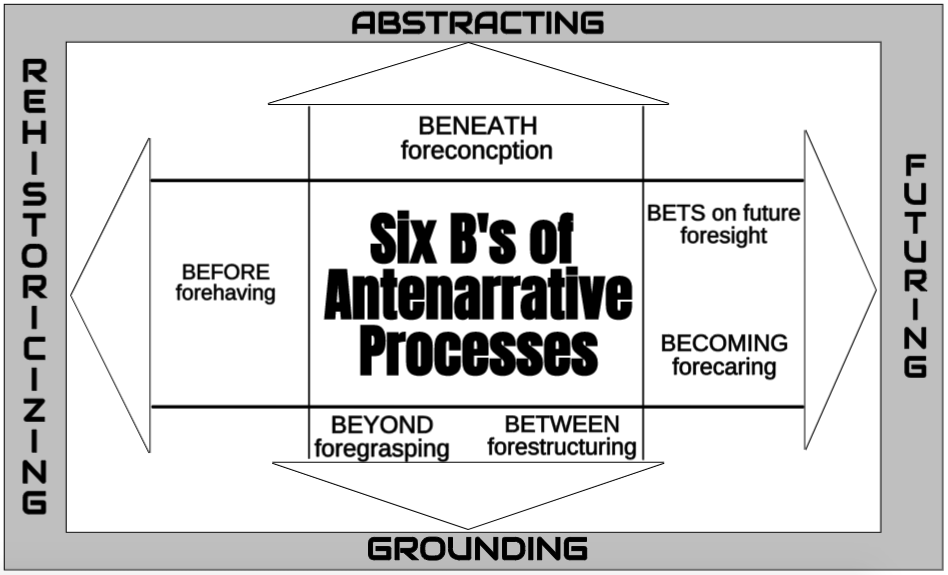 ABSTRACTING
REHISTORICIZING
BENEATH
foreconcption
BEFORE
forehaving
Six B's of
Antenarrative
Processes
BETS on future
foresight
BECOMING
forecaring
FUTURING
BEYOND
foregrasping
BETWEEN
forestructuring
GROUNDING